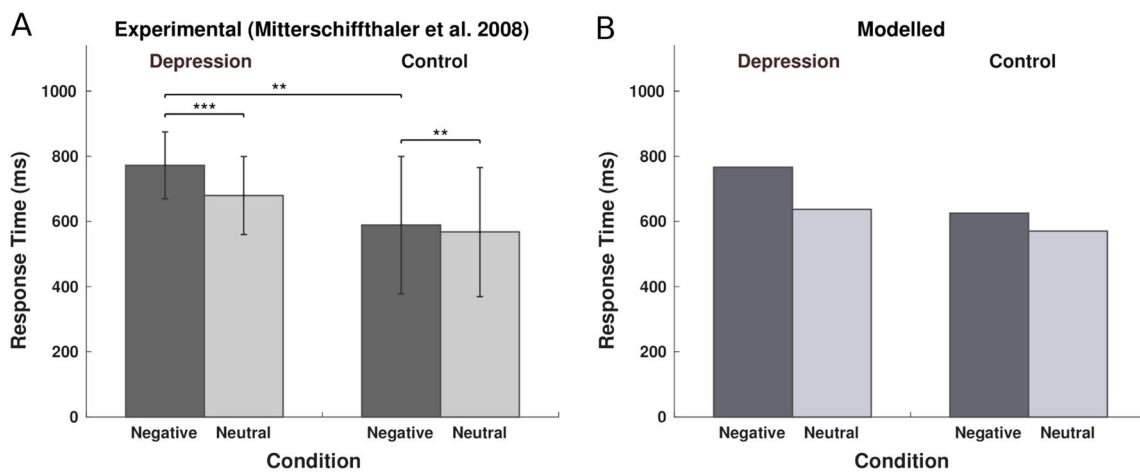 A
Experimental (Mitterschiffthaler et al. 2008)
Depression
Control
**
***
**
1000
800
600
400
200
0
Response Time (ms)
Negative Neutral Negative Neutral
Condition
B
Modelled
Depression
Control
1000
800
600
400
200
0
Response Time (ms)
Negative Neutral Negative Neutral
Condition